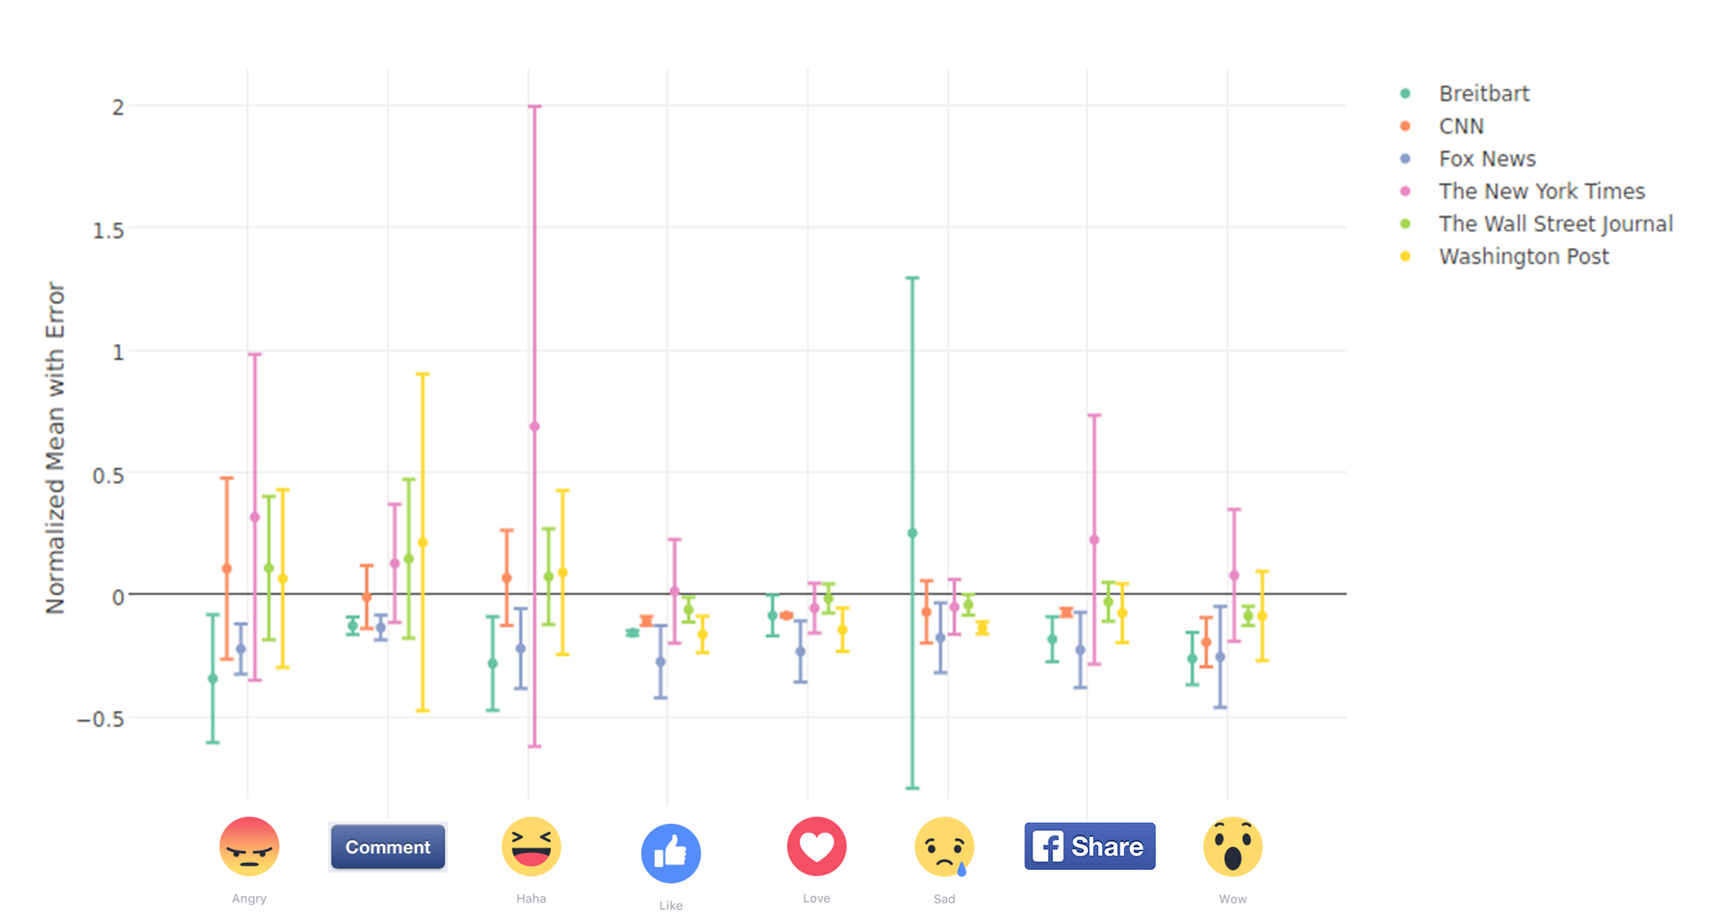 Normalized Mean with Error
2
1.5
1
0.5
0
−0.5
Breitbart
CNN
Fox News
The New York Times
The Wall Street Journal
Washington Post
Comment
f Share
Angry
Haha
Like
Love
Sad
Wow